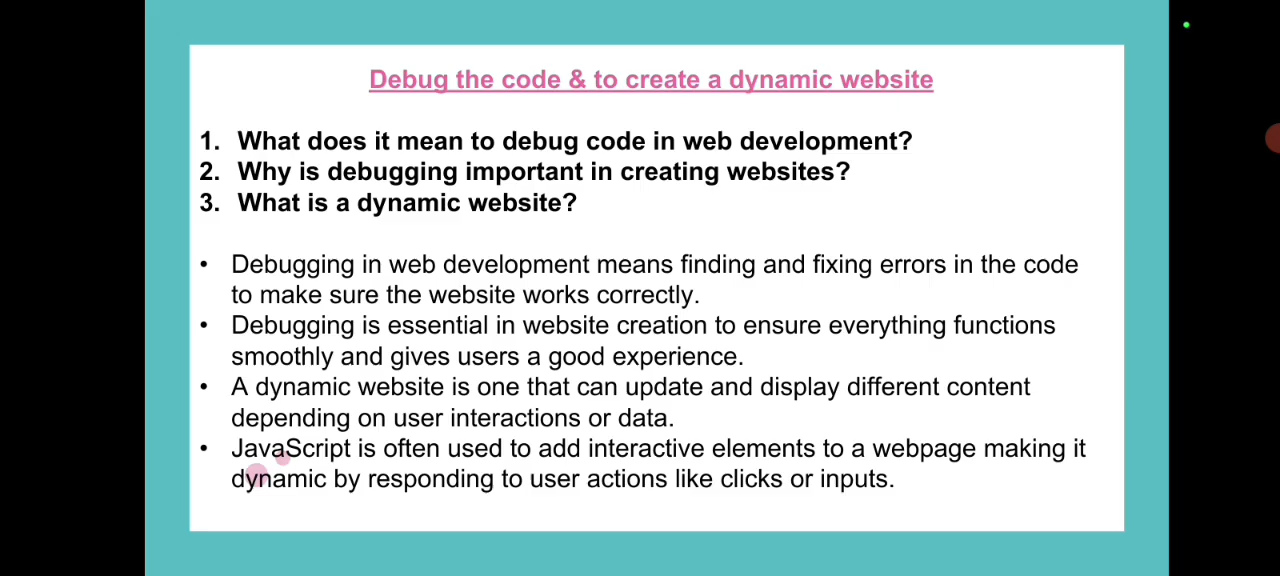 Debug the code & to create a dynamic website
1. What does it mean to debug code in web development?
2. Why is debugging important in creating websites?
3. What is a dynamic website?
• Debugging in web development means finding and fixing errors in the code
to make sure the website works correctly.
• Debugging is essential in website creation to ensure everything functions
smoothly and gives users a good experience.
• A dynamic website is one that can update and display different content
depending on user interactions or data.
• JavaScript is often used to add interactive elements to a webpage making it
dynamic by responding to user actions like clicks or inputs.